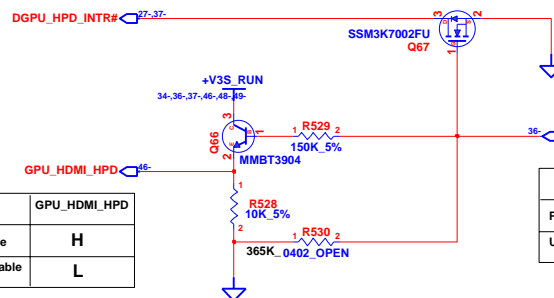 DGPU_HPD_INTR#
27-,37-
3
2
SSM3K7002FU
Q67
1
+V3S_RUN
34-,36-,37-,46-,48-,49-
3
Q66
1
1 R529 2
150K_5%
36-
2
MMBT3904
GPU_HDMI_HPD
46-
1
R528
10K_5%
2
1 R530 2
365K_0402_OPEN
GPU_HDMI_HPD
H
L